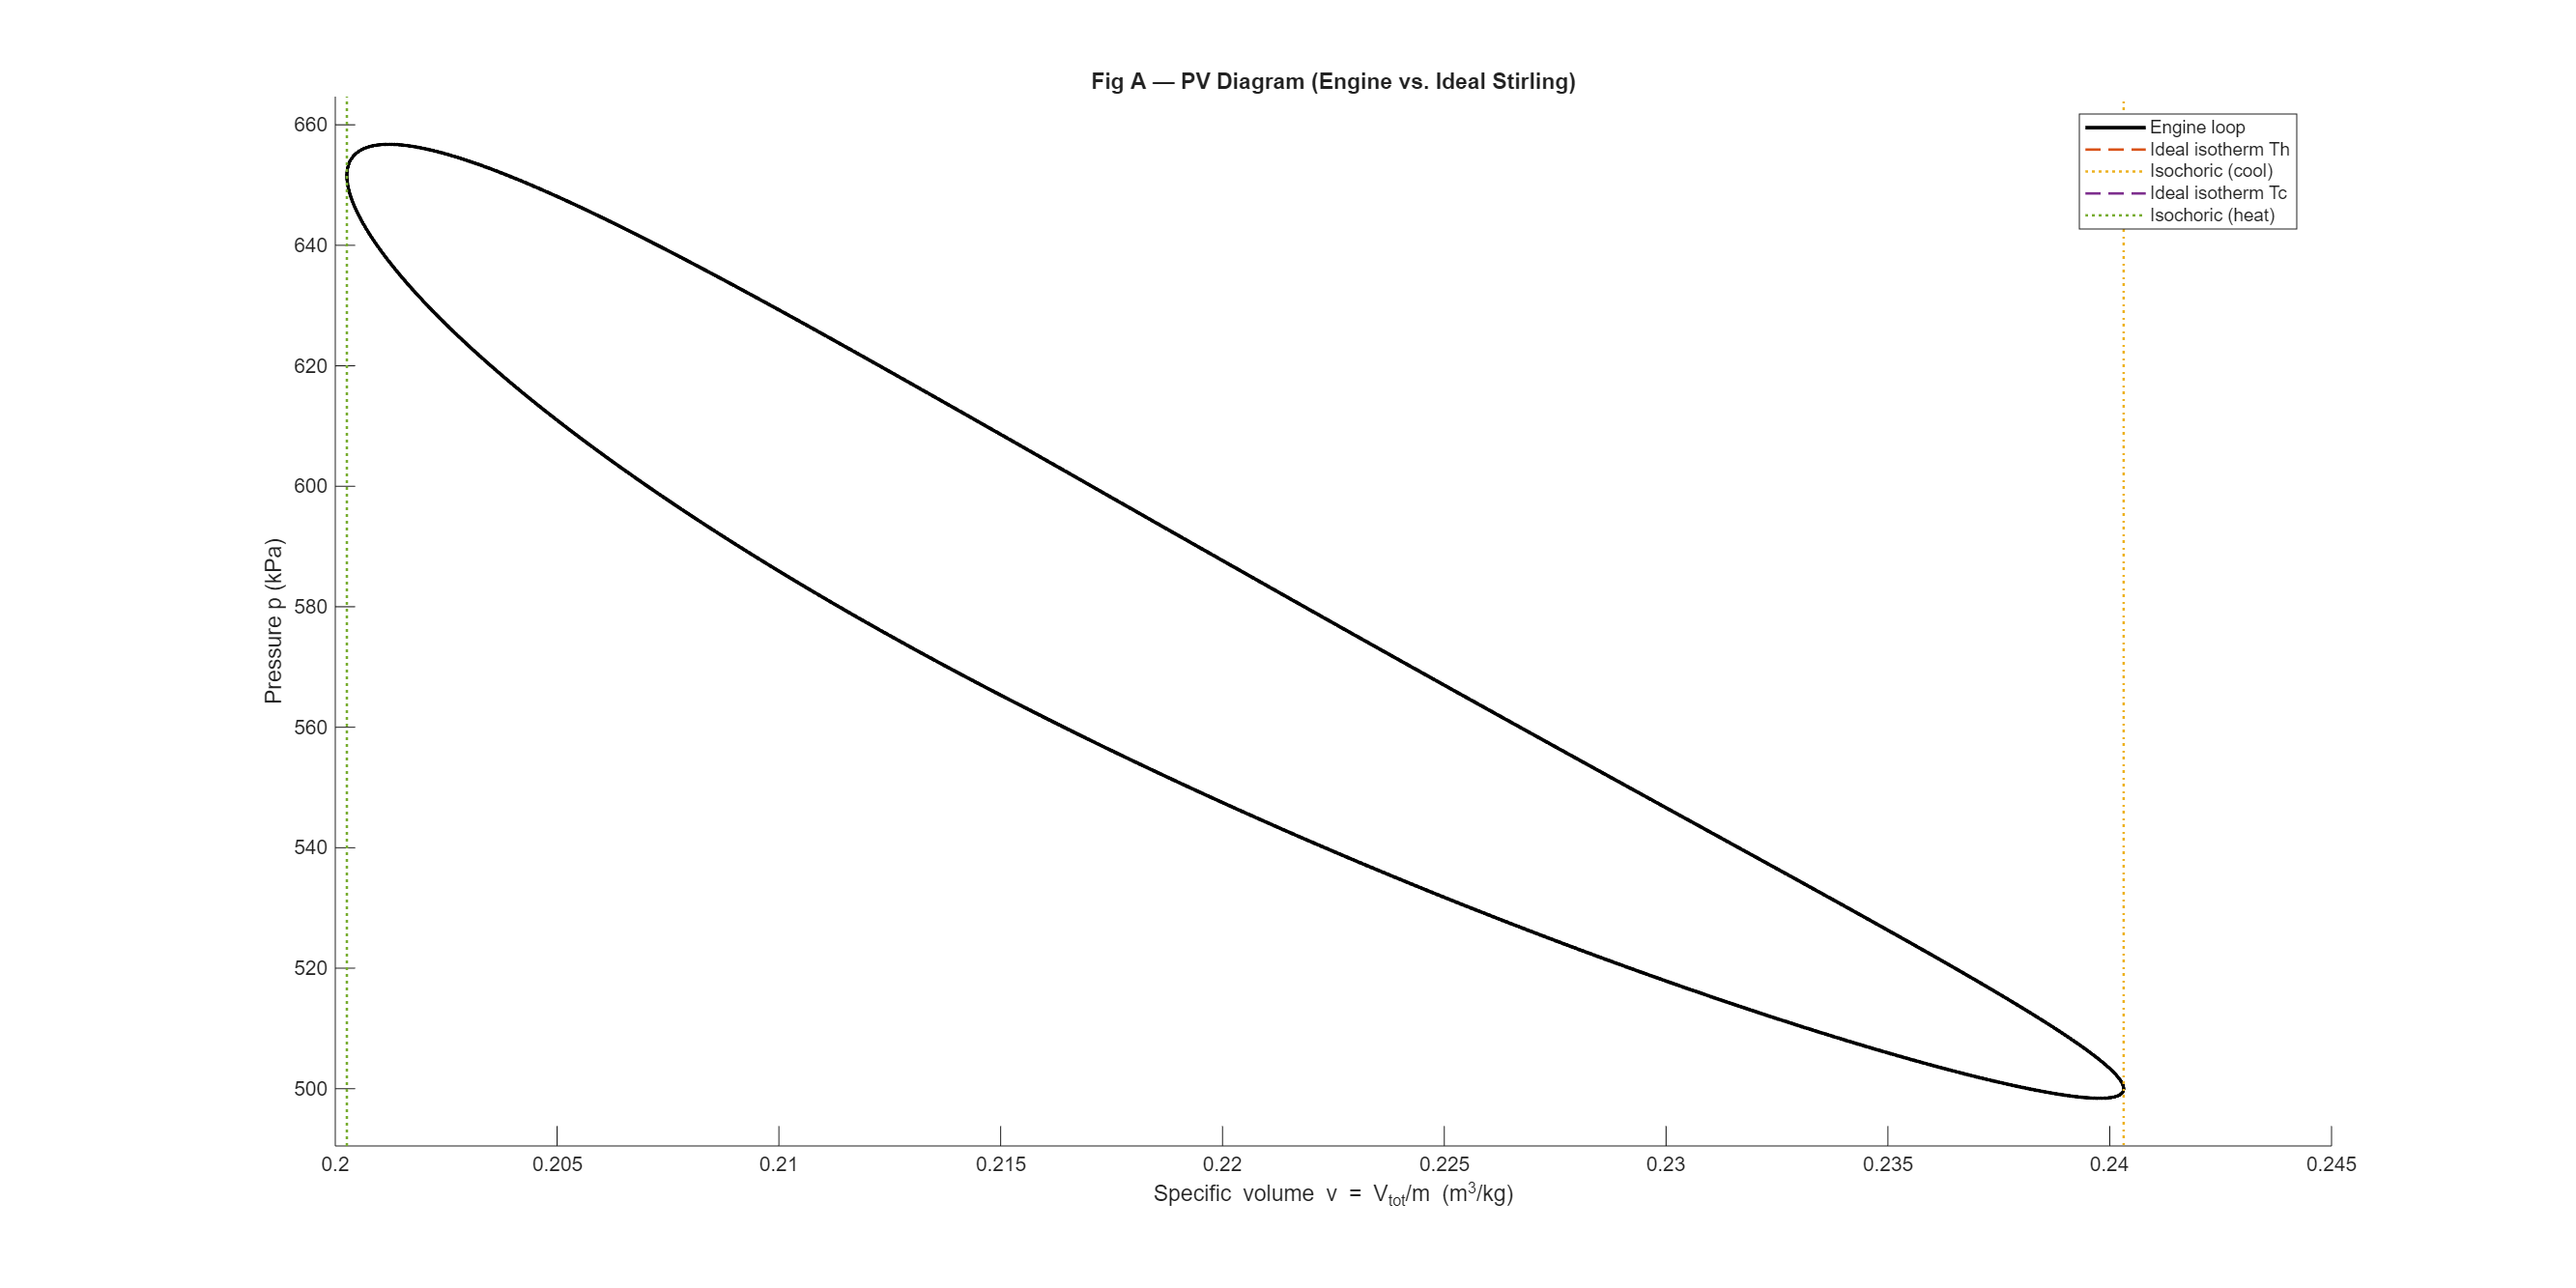 Fig A — PV Diagram (Engine vs. Ideal Stirling)
Engine loop
Ideal isotherm Th
Isochoric (cool)
Ideal isotherm Tc
Isochoric (heat)
Pressure p (kPa)
660
640
620
600
580
560
540
520
500
0.2 0.205 0.21 0.215 0.22 0.225 0.23 0.235 0.24 0.245
Specific volume v = Vtot/m (m³/kg)